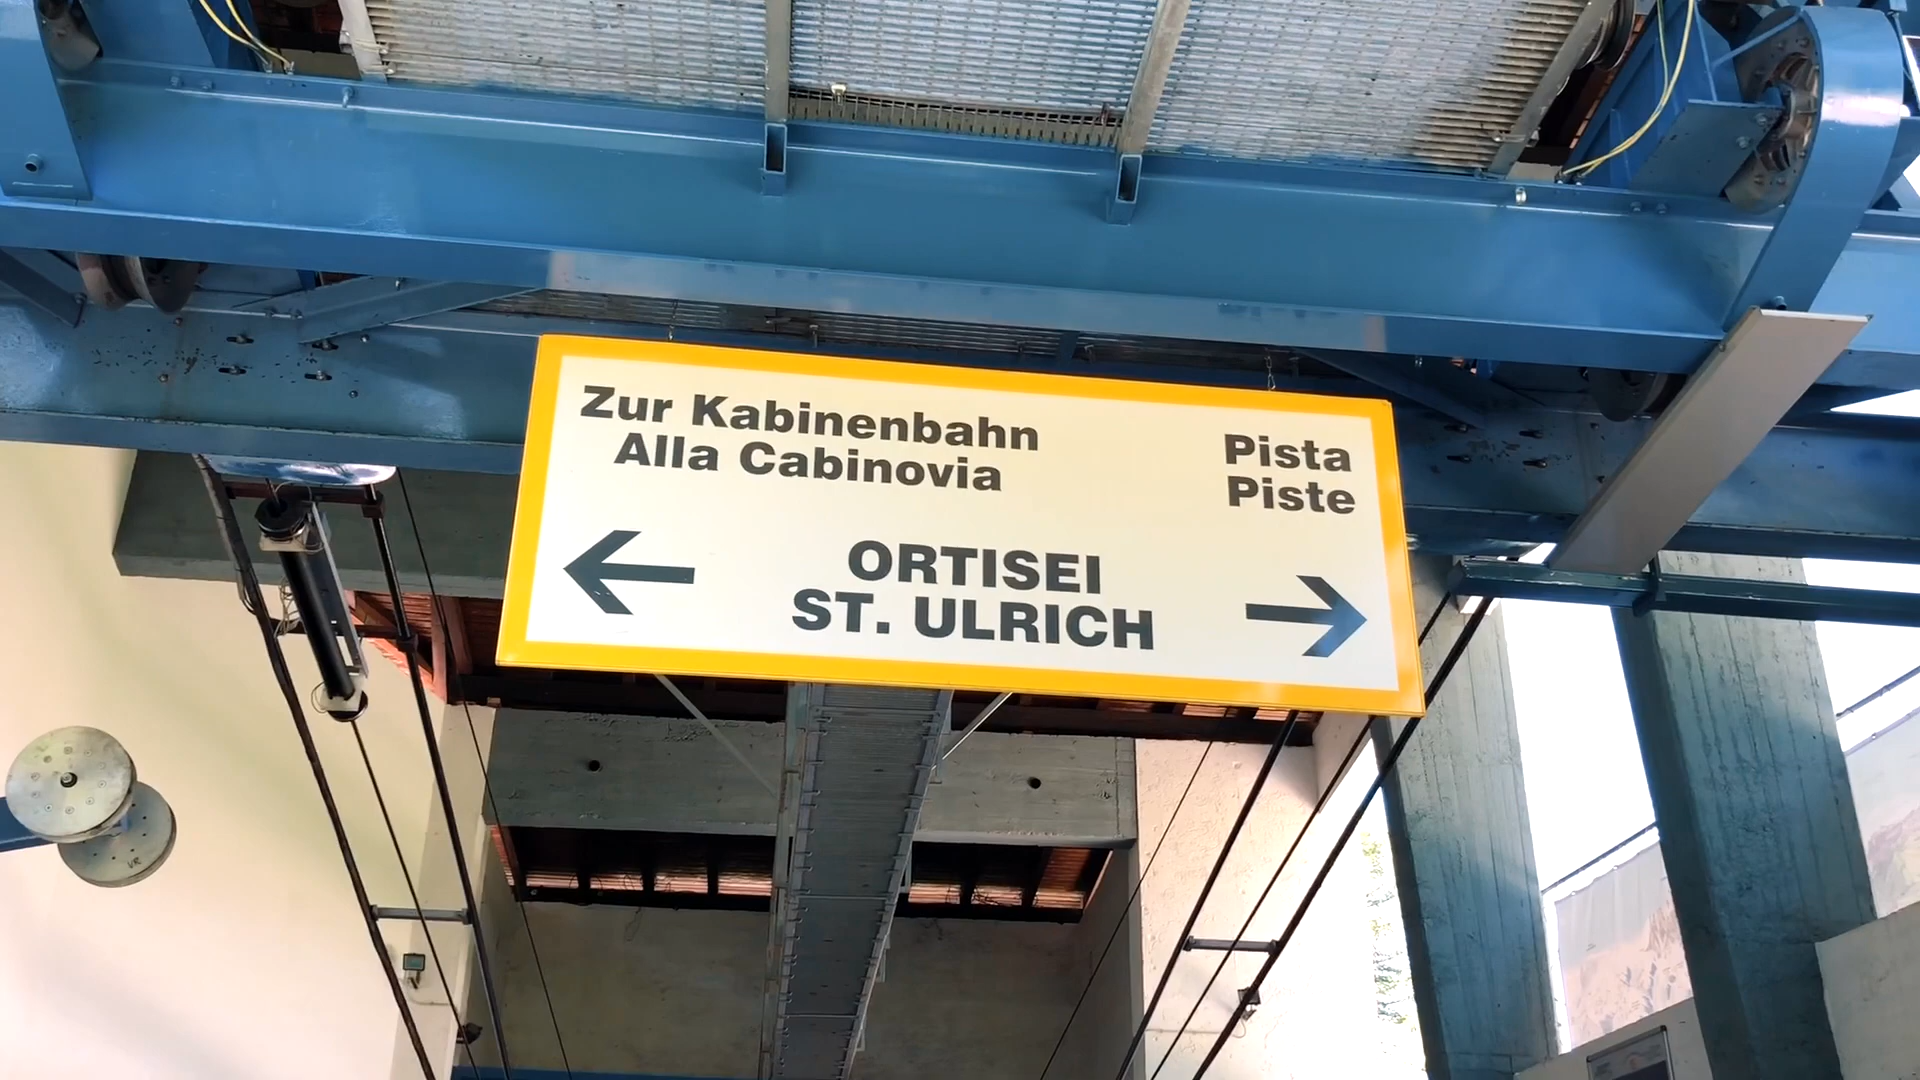 Zur Kabinenbahn
Alla Cabinovia
Pista
Piste
ORTISEI
ST. ULRICH